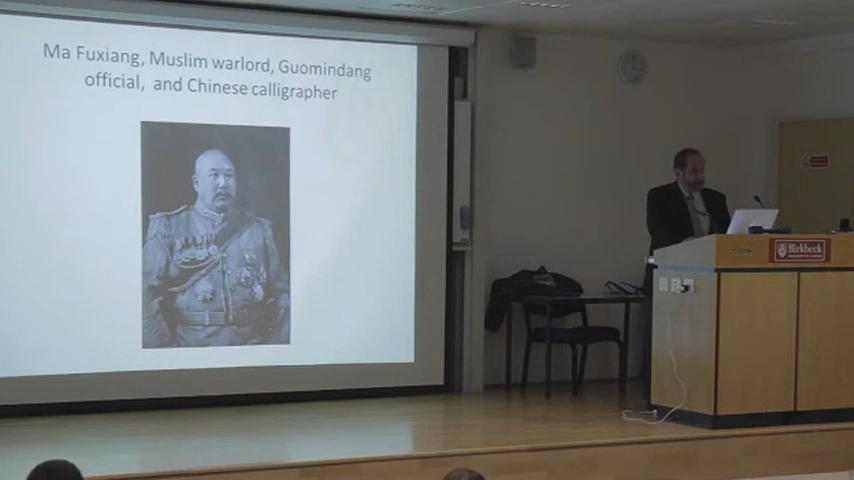 Ma Fuxiang, Muslim warlord, Guomindang
official, and Chinese calligrapher
Birkbeck